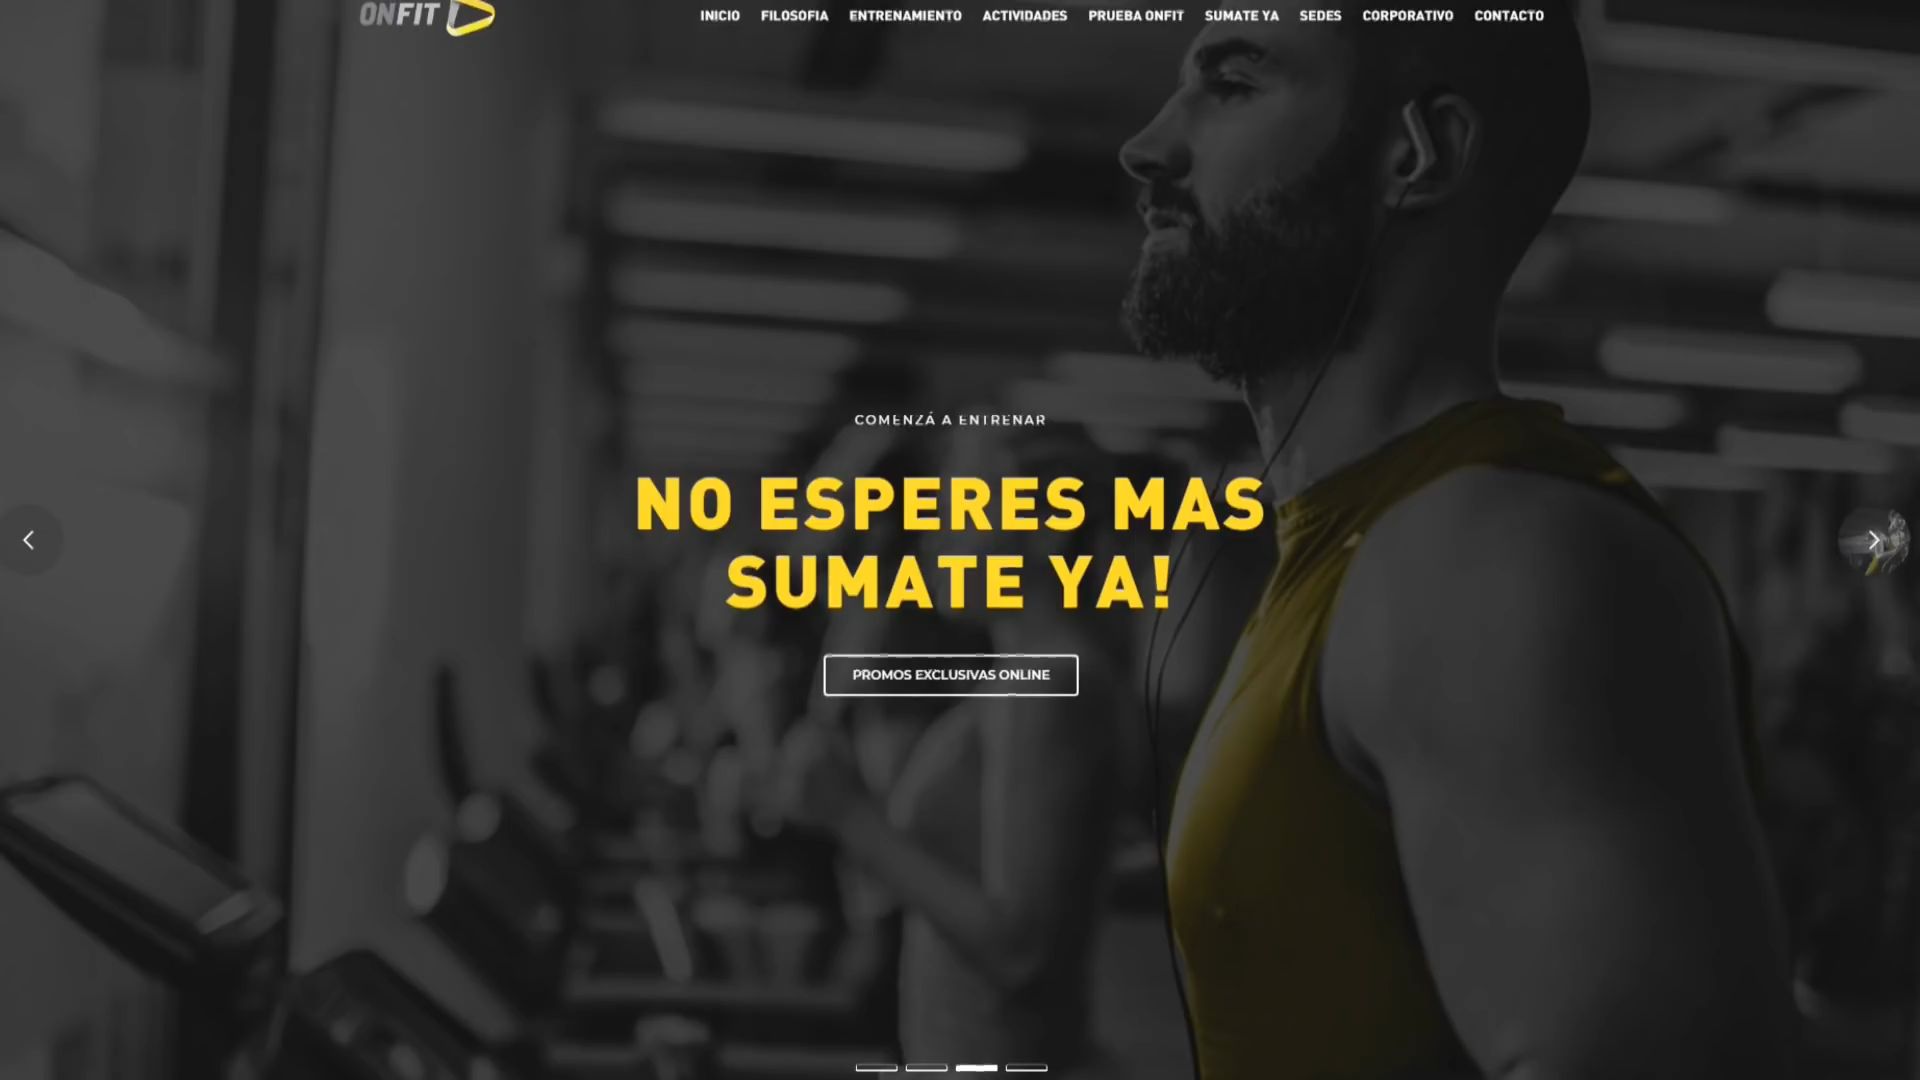 ONFIT
INICIO FILOSOFIA ENTRENAMIENTO ACTIVIDADES PRUEBA ONFIT SUMATE YA SEDES CORPORATIVO CONTACTO
COMENZÁ A ENTRENAR
NO ESPERES MAS
SUMATE YA!
PROMOS EXCLUSIVAS ONLINE